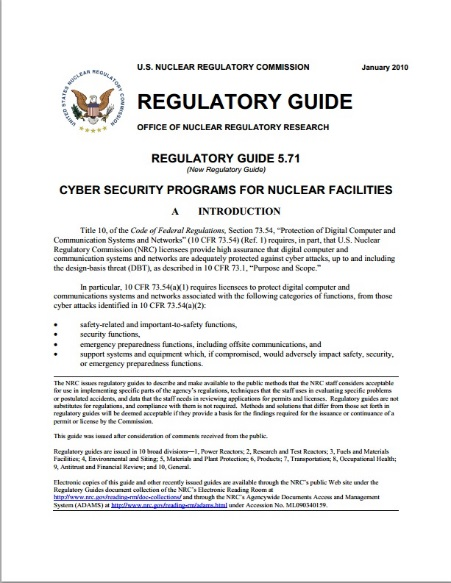 U.S. NUCLEAR REGULATORY COMMISSION January 2010
REGULATORY GUIDE
OFFICE OF NUCLEAR REGULATORY RESEARCH
UNITED STATES NUCLEAR REGULATORY COMMISSION
REGULATORY GUIDE 5.71
(New Regulatory Guide)
CYBER SECURITY PROGRAMS FOR NUCLEAR FACILITIES
A INTRODUCTION
Title 10, of the Code of Federal Regulations, Section 73.54, “Protection of Digital Computer and
Communication Systems and Networks” (10 CFR 73.54) (Ref. 1) requires, in part, that U.S. Nuclear
Regulatory Commission (NRC) licensees provide high assurance that digital computer and
communication systems and networks are adequately protected against cyber attacks, up to and including
the design-basis threat (DBT), as described in 10 CFR 73.1, “Purpose and Scope.”
In particular, 10 CFR 73.54(a)(1) requires licensees to protect digital computer and
communications systems and networks associated with the following categories of functions, from those
cyber attacks identified in 10 CFR 73.54(a)(2):
• safety-related and important-to-safety functions,
• security functions,
• emergency preparedness functions, including offsite communications, and
• support systems and equipment which, if compromised, would adversely impact safety, security,
or emergency preparedness functions.
The NRC issues regulatory guides to describe and make available to the public methods that the NRC staff considers acceptable
for use in implementing specific parts of the agency’s regulations, techniques that the staff uses in evaluating specific problems
or postulated accidents, and data that the staff needs in reviewing applications for permits and licenses. Regulatory guides are not
substitutes for regulations, and compliance with them is not required. Methods and solutions that differ from those set forth in
regulatory guides will be deemed acceptable if they provide a basis for the findings required for the issuance or continuance of a
permit or license by the Commission.
This guide was issued after consideration of comments received from the public.
Regulatory guides are issued in 10 broad divisions—1, Power Reactors; 2, Research and Test Reactors; 3, Fuels and Materials
Facilities; 4, Environmental and Siting; 5, Materials and Plant Protection; 6, Products; 7, Transportation; 8, Occupational Health;
9, Antitrust and Financial Review; and 10, General.
Electronic copies of this guide and other recently issued guides are available through the NRC’s public Web site under the
Regulatory Guides document collection of the NRC’s Electronic Reading Room at
http://www.nrc.gov/reading-rm/doc-collections/ and through the NRC’s Agencywide Documents Access and Management
System (ADAMS) at http://www.nrc.gov/reading-rm/adams.html under Accession No. ML090340159.